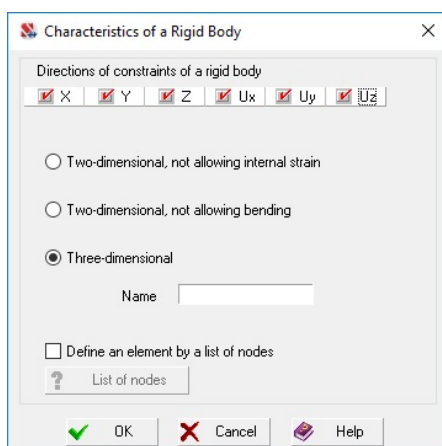 Characteristics of a Rigid Body
Directions of constraints of a rigid body
X Y Z Ux Uy Uz
Two-dimensional, not allowing internal strain
Two-dimensional, not allowing bending
Three-dimensional
Name
Define an element by a list of nodes
? List of nodes
OK Cancel Help